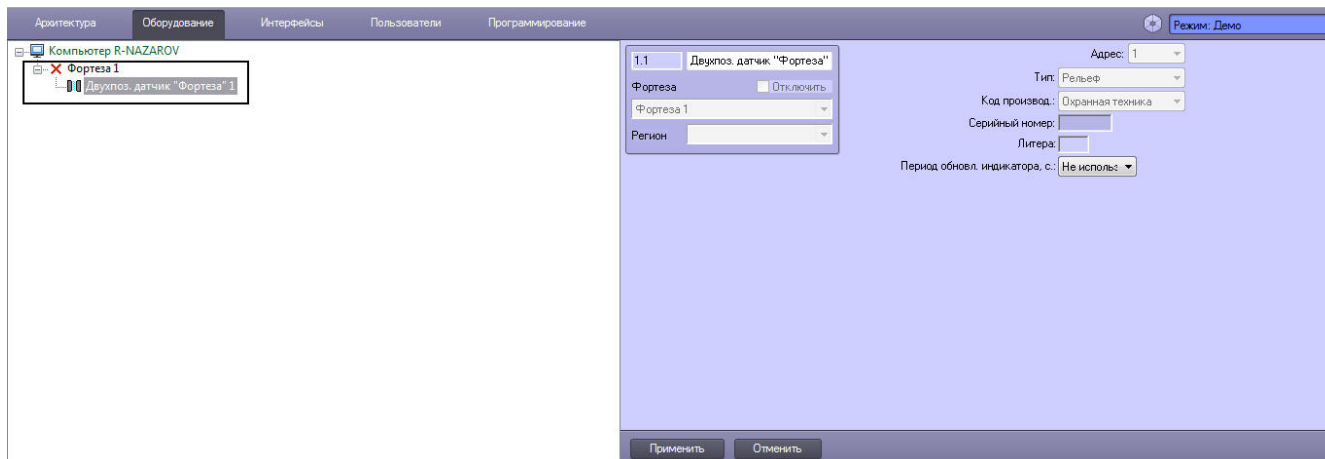 Архитектура Оборудование Интерфейсы Пользователи Программирование Режим: Демо
Компьютер R-NAZAROV
Фортеза 1
Двухпоз. датчик "Фортеза" 1
1.1 Двухпоз. датчик "Фортеза"
Фортеза Отключить
Фортеза 1
Регион
Адрес: 1
Тип: Рельеф
Код производ.: Охранная техника
Серийный номер:
Литера:
Период обновл. индикатора, с.: Не использ
Применить Отменить